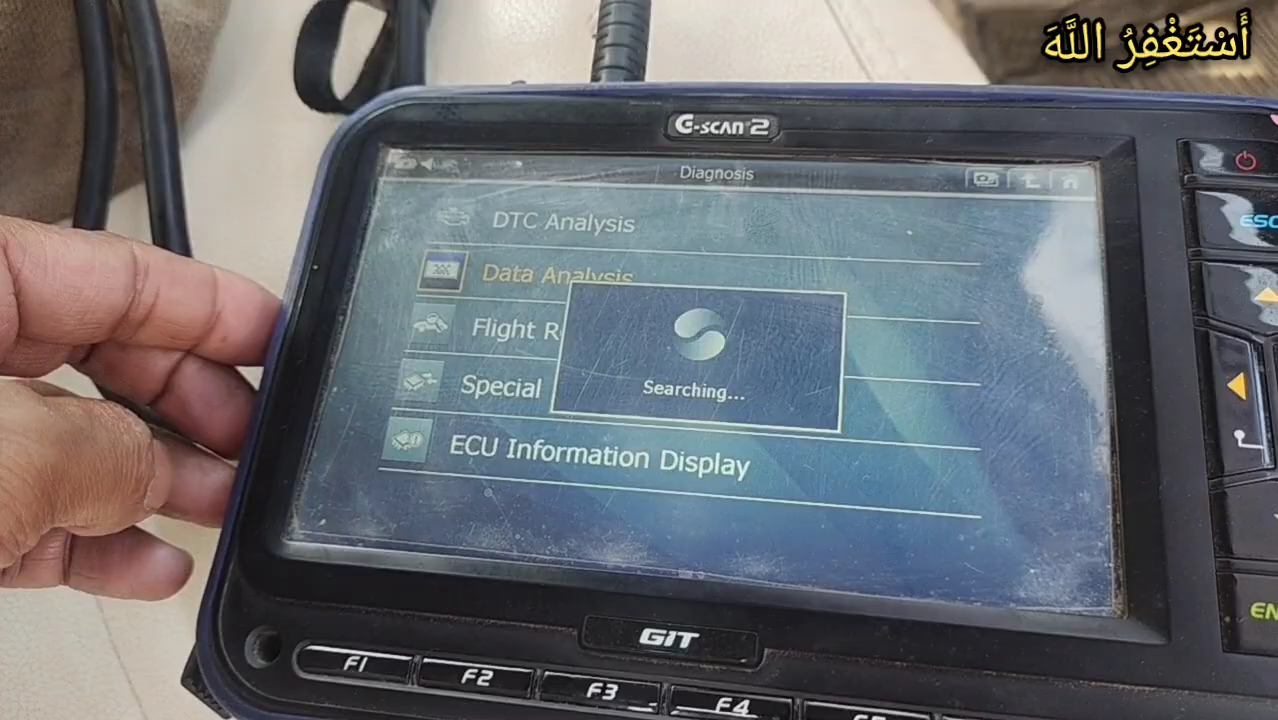 أَسْتَغْفِرُ اللَّهَ
G-SCAN 2
Diagnosis
DTC Analysis
Data Analysis
Flight
Special
Searching...
ECU Information Display
ESC
GIT
F1
F2
F3
F4